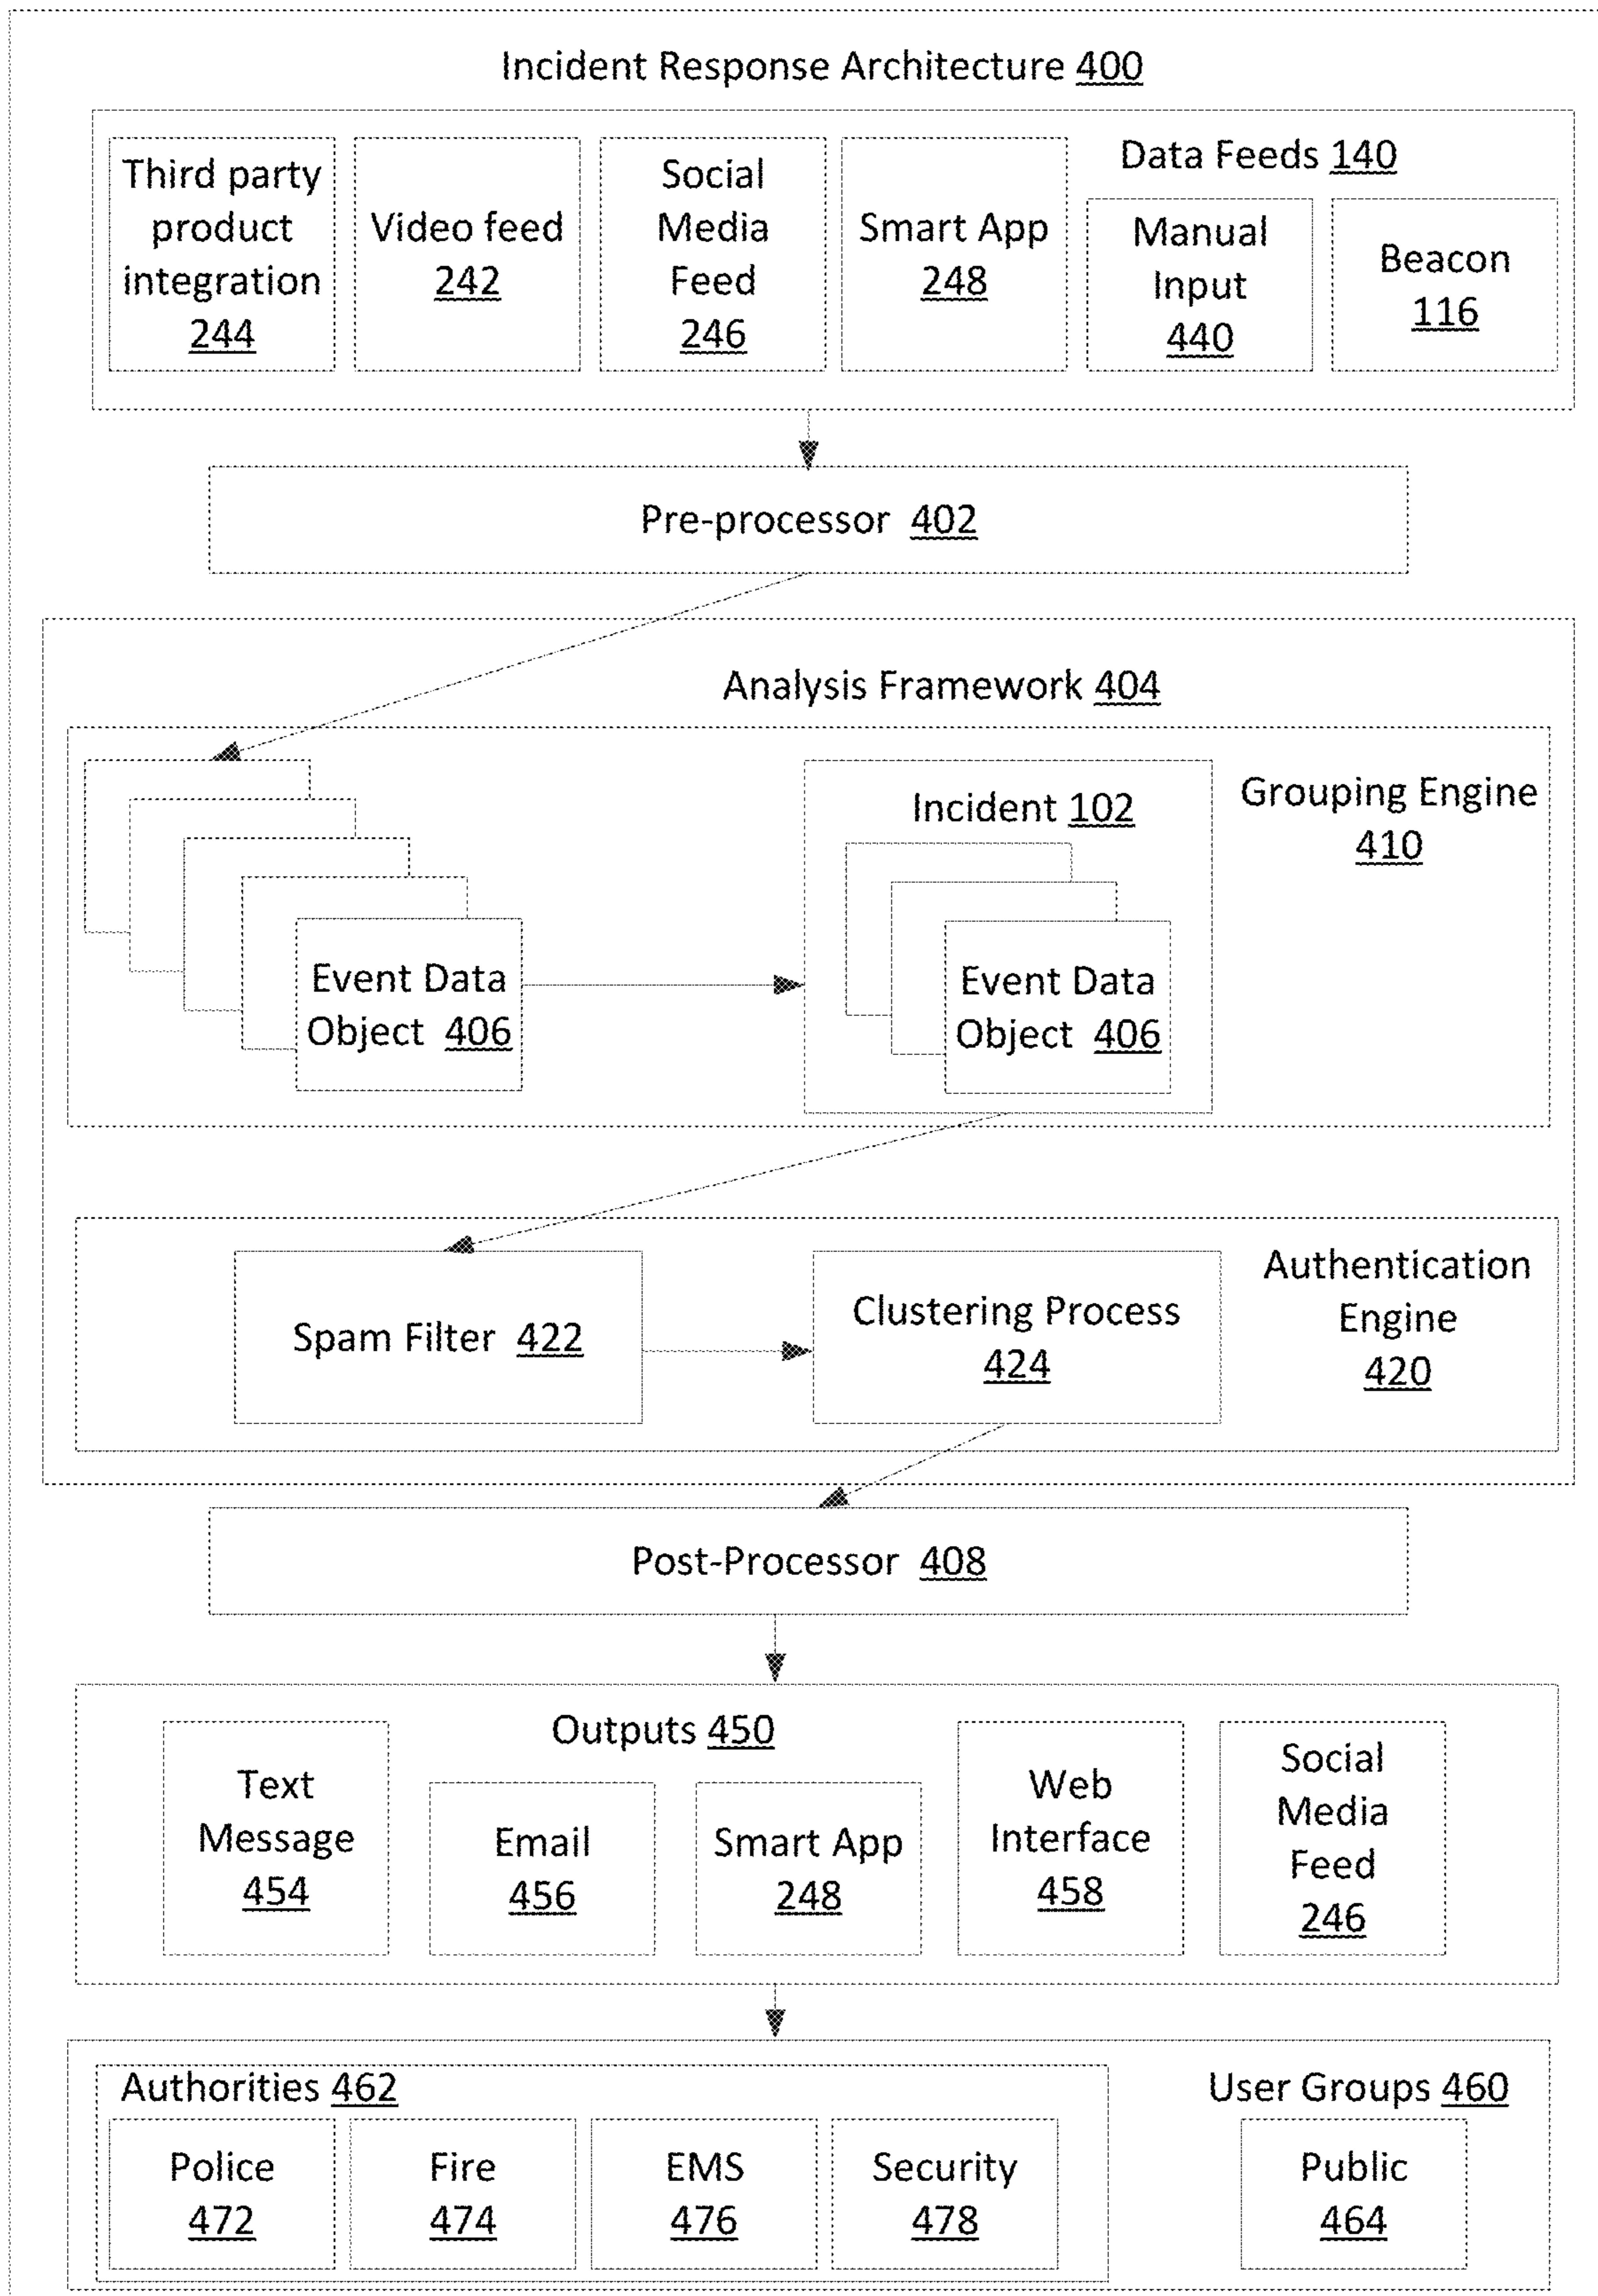 Incident Response Architecture 400
Data Feeds 140
Third party
product
integration
244
Video feed
242
Social
Media
Feed
246
Smart App
248
Manual
Input
440
Beacon
116
Pre-processor 402
Analysis Framework 404
Grouping Engine
410
Event Data
Object 406
Incident 102
Event Data
Object 406
Authentication
Engine
420
Spam Filter 422
Clustering Process
424
Post-Processor 408
Outputs 450
Text
Message
454
Email
456
Smart App
248
Web
Interface
458
Social
Media
Feed
246
Authorities 462
User Groups 460
Police
472
Fire
474
EMS
476
Security
478
Public
464